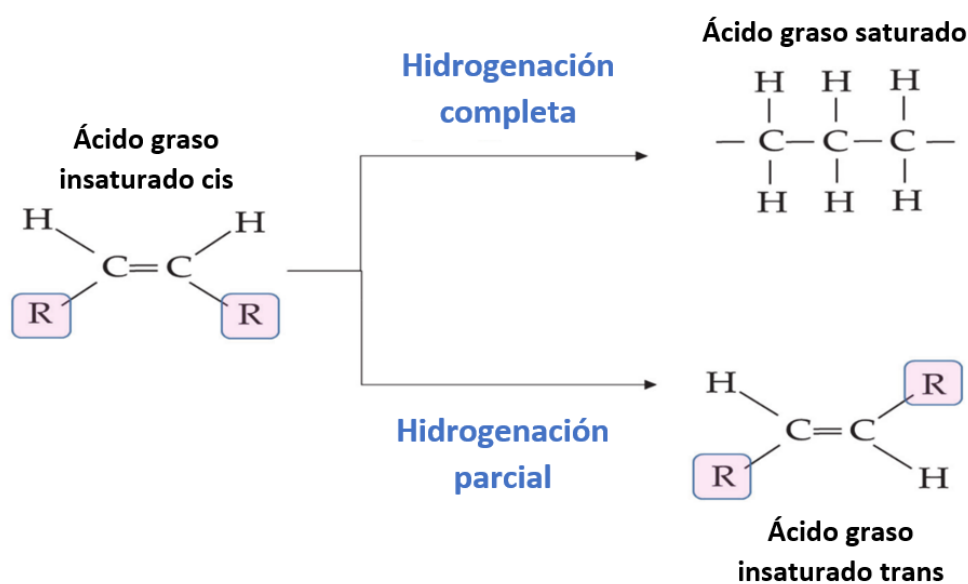 Ácido graso saturado
Hidrogenación
completa
H H H
— C — C — C —
H H H
Ácido graso
insaturado cis
H H
C=C
R R
H R
C=C
R H
Hidrogenación
parcial
Ácido graso
insaturado trans